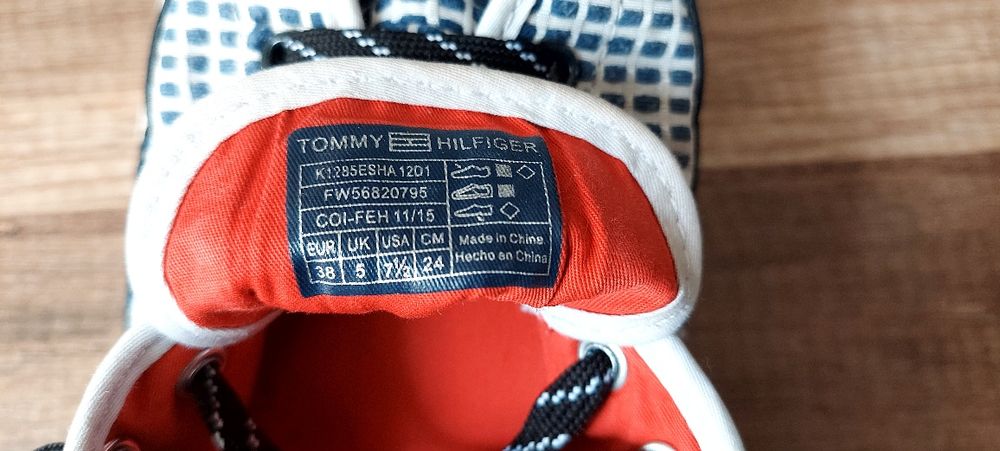 TOMMY HILFIGER
K1285ESHA 1201
FW56820795
COI-FEH 11/15
EUR UK USA CM
38 5 7½ 24
Made in China
Hecho en China